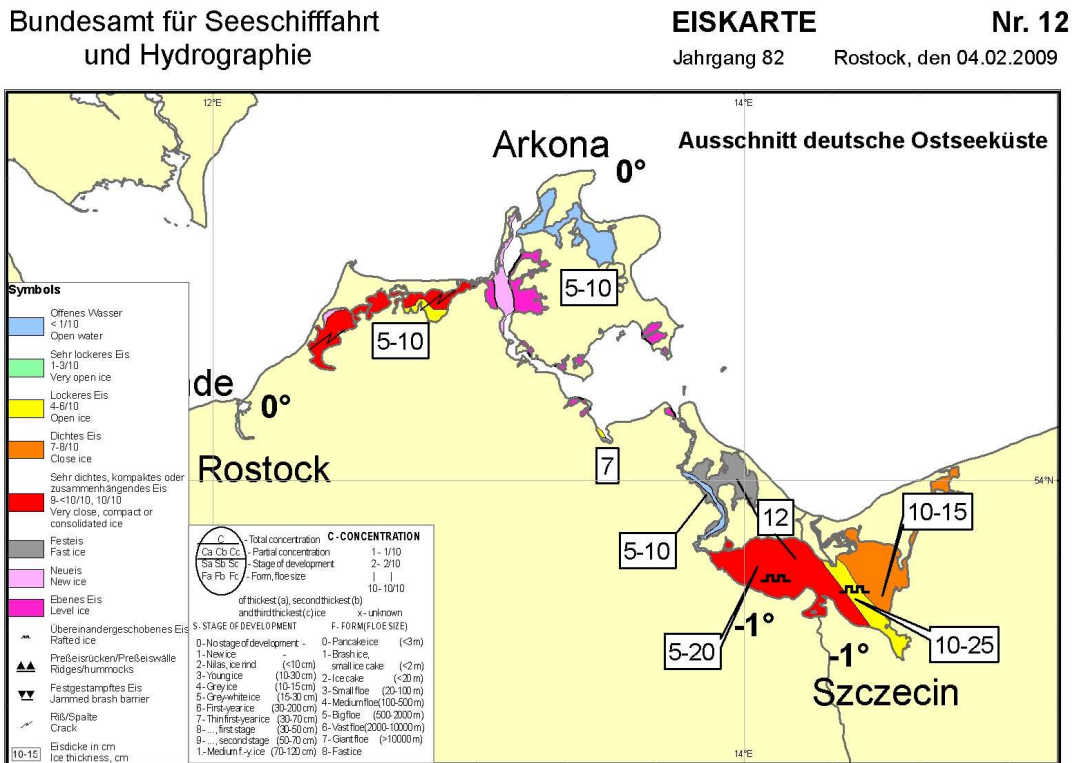 Bundesamt für Seeschifffahrt
und Hydrographie
EISKARTE Nr. 12
Jahrgang 82 Rostock, den 04.02.2009
12°E
14°E
Arkona
0°
Ausschnitt deutsche Ostseeküste
5-10
5-10
de
0°
Rostock
7
54°N
12
10-15
5-10
-1°
5-20
10-25
-1°
Szczecin
14°E
Symbols
Offenes Wasser
< 1/10
Open water
Sehr lockeres Eis
1-3/10
Very open ice
Lockeres Eis
4-6/10
Open ice
Dichtes Eis
7-8/10
Close ice
Sehr dichtes, kompaktes oder
zusammenhängendes Eis
9-<10/10, 10/10
Very close, compact or
consolidated ice
Festeis
Fast ice
Neueis
New ice
Ebenes Eis
Level ice
Übereinandergeschobenes Eis
Rafted ice
Preßeisrücken/Preßeiswälle
Ridges/hummocks
Festgestampftes Eis
Jammed brash barrier
Riß/Spalte
Crack
10-15 Eisdicke in cm
Ice thickness, cm
C - Total concentration
Ca Cb Cc - Partial concentration
Sa Sb Sc - Stage of development
Fa Fb Fc - Form, floe size
of thickest (a), second thickest (b)
and third thickest (c) ice
C - CONCENTRATION
1 - 1/10
2 - 2/10
| |
10 - 10/10
x - unknown
S - STAGE OF DEVELOPMENT
0 - No stage of development -
1 - New ice -
2 - Nilas, ice rind (<10 cm)
3 - Young ice (10-30 cm)
4 - Grey ice (10-15 cm)
5 - Grey-white ice (15-30 cm)
6 - First-year ice (30-200 cm)
7 - Thin first-year ice (30-70 cm)
8 - ..., first stage (30-50 cm)
9 - ..., second stage (50-70 cm)
1.- Medium f.-y. ice (70-120 cm)
F - FORM (FLOE SIZE)
0 - Pancake ice (<3 m)
1 - Brash ice,
small ice cake (<2 m)
2 - Ice cake (<20 m)
3 - Small floe (20-100 m)
4 - Medium floe (100-500 m)
5 - Big floe (500-2000 m)
6 - Vast floe (2000-10000 m)
7 - Giant floe (>10000 m)
8 - Fast ice